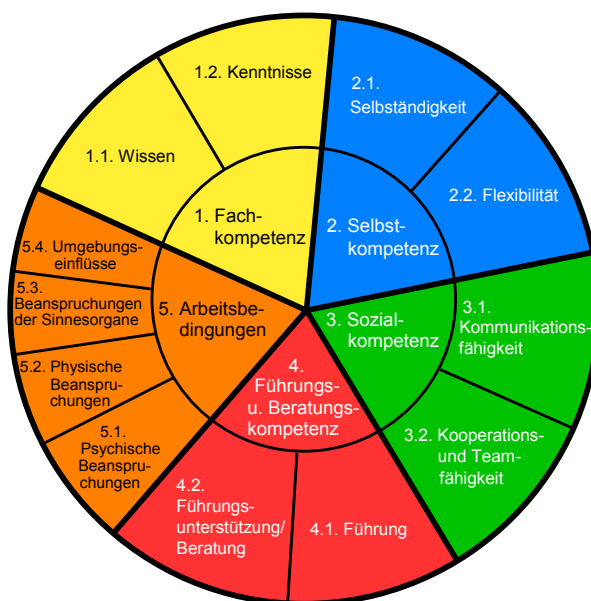 1.1. Wissen
1.2. Kenntnisse
1. Fach-
kompetenz
2.1.
Selbständigkeit
2.2. Flexibilität
2. Selbst-
kompetenz
3.1.
Kommunikations-
fähigkeit
3.2. Kooperations-
und Team-
fähigkeit
3. Sozial-
kompetenz
4.
Führungs-
u. Beratungs-
kompetenz
4.1. Führung
4.2.
Führungs-
unterstützung/
Beratung
5. Arbeitsbe-
dingungen
5.1.
Psychische
Beanspru-
chungen
5.2. Physische
Beanspru-
chungen
5.3.
Beanspruchungen
der Sinnesorgane
5.4. Umgebungs-
einflüsse